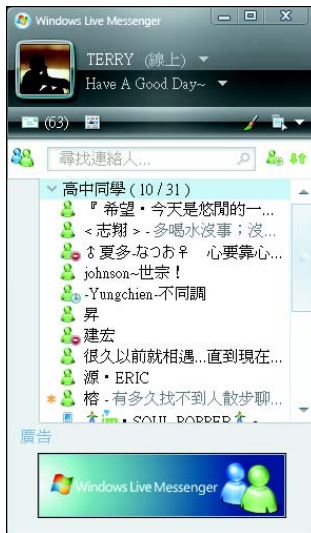 Windows Live Messenger
TERRY (線上)
Have A Good Day~
(63)
尋找連絡人...
高中同學 ( 10 / 31 )
『 希望‧今天是悠閒的一...
< 志翔 > - 多喝水沒事；沒...
夏多-なつお♀ 心要靠心...
johnson~世宗！
-Yungchien-不同調
昇
建宏
很久以前就相遇...直到現在...
源‧ERIC
榕 - 有多久找不到人散步聊...
‧SOUL POPPER
廣告
Windows Live Messenger